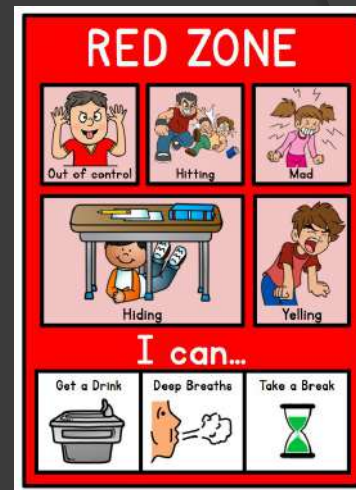 RED ZONE
Out of control
Hitting
Mad
Hiding
Yelling
I can...
Get a Drink
Deep Breaths
Take a Break